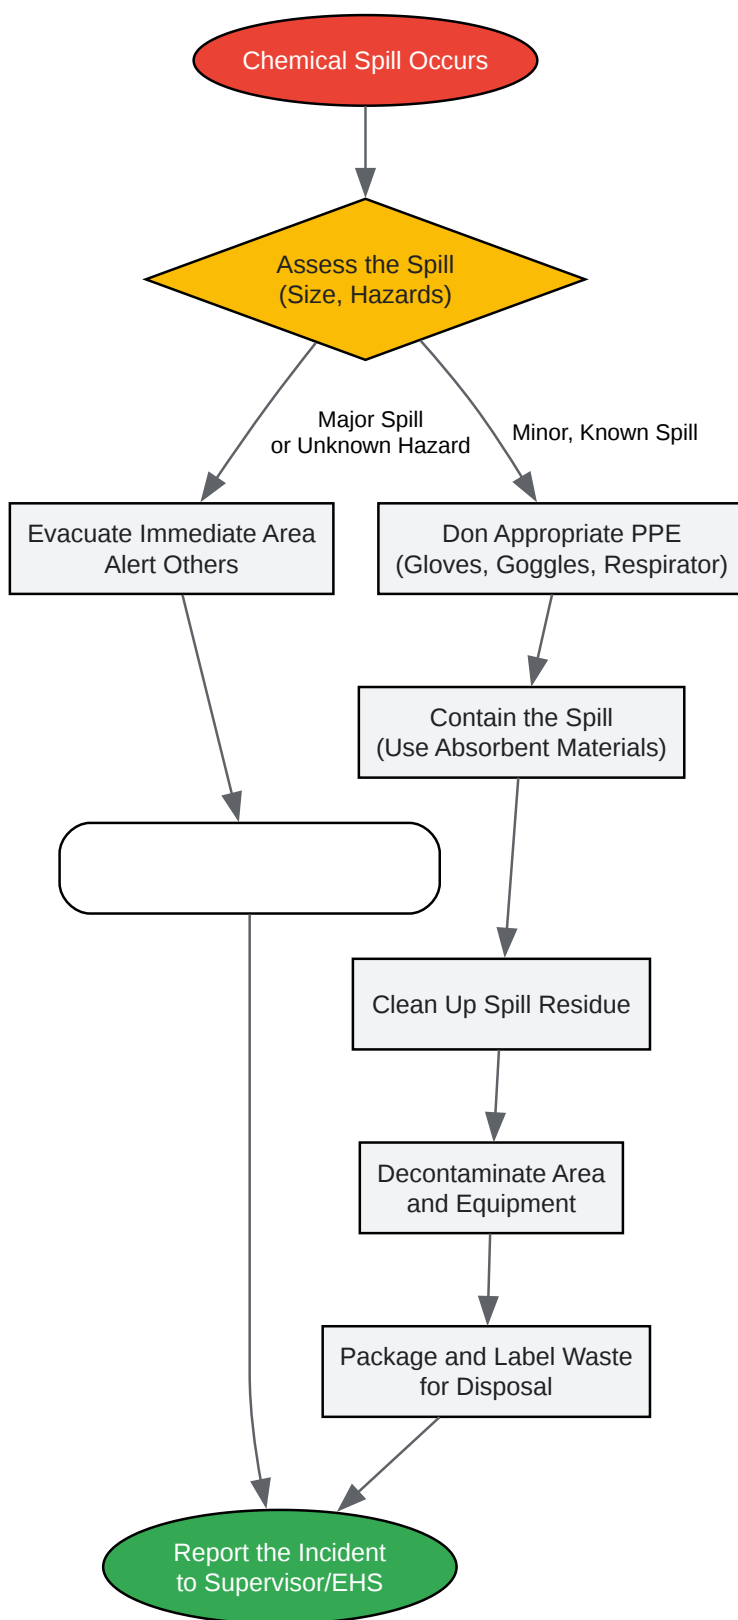 Chemical Spill Occurs
Assess the Spill
(Size, Hazards)
Major Spill
or Unknown Hazard
Minor, Known Spill
Evacuate Immediate Area
Alert Others
Don Appropriate PPE
(Gloves, Goggles, Respirator)
Contain the Spill
(Use Absorbent Materials)
Clean Up Spill Residue
Decontaminate Area
and Equipment
Package and Label Waste
for Disposal
Report the Incident
to Supervisor/EHS